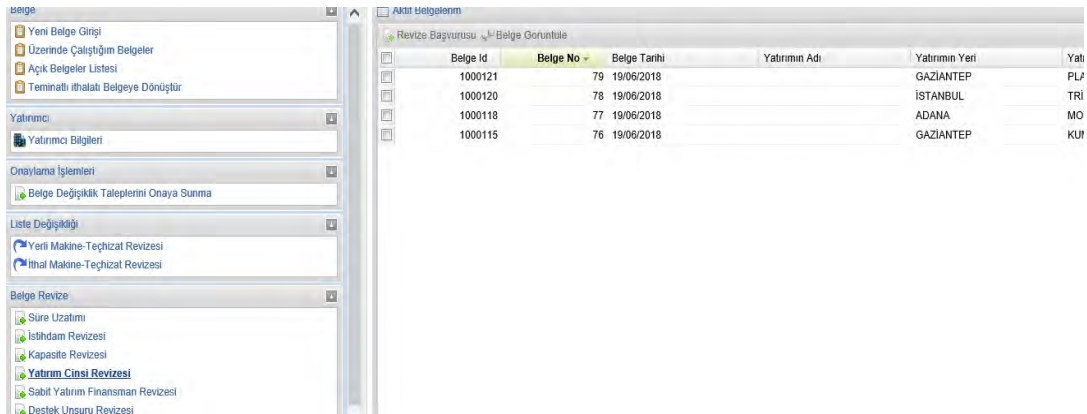 Belge
Yeni Belge Girişi
Üzerinde Çalıştığım Belgeler
Açık Belgeler Listesi
Teminatlı ithalatı Belgeye Dönüştür
Yatırımcı
Yatırımcı Bilgileri
Onaylama İşlemleri
Belge Değişiklik Taleplerini Onaya Sunma
Liste Değişikliği
Yerli Makine-Teçhizat Revizesi
İthal Makine-Teçhizat Revizesi
Belge Revize
Süre Uzatımı
İstihdam Revizesi
Kapasite Revizesi
Yatırım Cinsi Revizesi
Sabit Yatırım Finansman Revizesi
Destek Unsuru Revizesi
Aktif Belgelerim
Revize Başvurusu Belge Goruntule
Belge Id Belge No Belge Tarihi Yatırımın Adı Yatırımın Yeri Yatı
1000121 79 19/06/2018 GAZİANTEP PLA
1000120 78 19/06/2018 İSTANBUL TRİ
1000118 77 19/06/2018 ADANA MO
1000115 76 19/06/2018 GAZİANTEP KUM